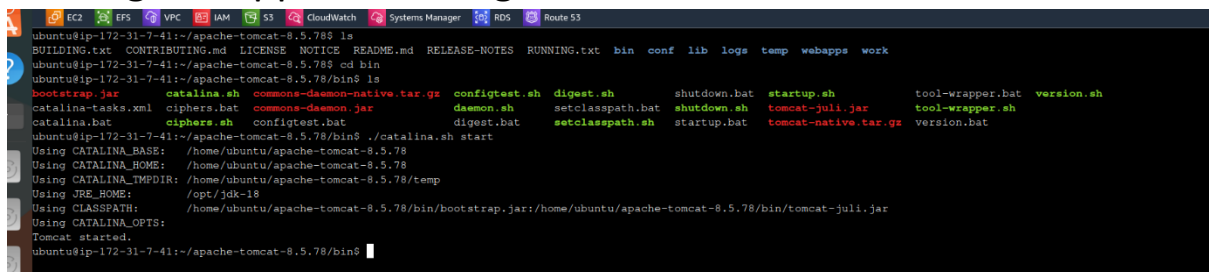 EC2 EFS VPC IAM S3 CloudWatch Systems Manager RDS Route 53
ubuntu@ip-172-31-7-41:~/apache-tomcat-8.5.78$ ls
BUILDING.txt CONTRIBUTING.md LICENSE NOTICE README.md RELEASE-NOTES RUNNING.txt bin conf lib logs temp webapps work
ubuntu@ip-172-31-7-41:~/apache-tomcat-8.5.78$ cd bin
ubuntu@ip-172-31-7-41:~/apache-tomcat-8.5.78/bin$ ls
bootstrap.jar catalina.sh commons-daemon-native.tar.gz configtest.sh digest.sh shutdown.bat startup.sh tool-wrapper.bat version.sh
catalina-tasks.xml ciphers.bat commons-daemon.jar daemon.sh setclasspath.bat shutdown.sh tomcat-juli.jar tool-wrapper.sh
catalina.bat ciphers.sh configtest.bat digest.bat setclasspath.sh startup.bat tomcat-native.tar.gz version.bat
ubuntu@ip-172-31-7-41:~/apache-tomcat-8.5.78/bin$ ./catalina.sh start
Using CATALINA_BASE: /home/ubuntu/apache-tomcat-8.5.78
Using CATALINA_HOME: /home/ubuntu/apache-tomcat-8.5.78
Using CATALINA_TMPDIR: /home/ubuntu/apache-tomcat-8.5.78/temp
Using JRE_HOME: /opt/jdk-18
Using CLASSPATH: /home/ubuntu/apache-tomcat-8.5.78/bin/bootstrap.jar:/home/ubuntu/apache-tomcat-8.5.78/bin/tomcat-juli.jar
Using CATALINA_OPTS:
Tomcat started.
ubuntu@ip-172-31-7-41:~/apache-tomcat-8.5.78/bin$